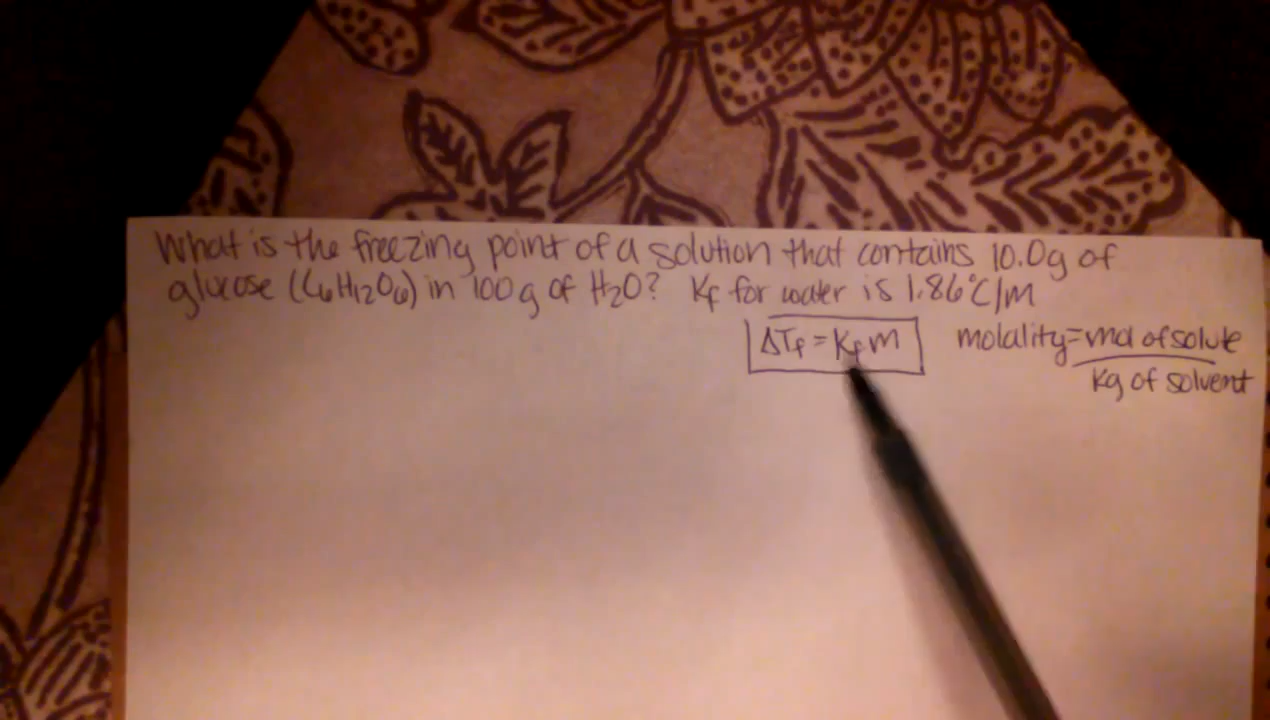 What is the freezing point of a solution that contains 10.0g of
glucose (C6H12O6) in 100g of H2O? Kf for water is 1.86°C/m
ΔTf = Kf m
molality = mol of solute
kg of solvent